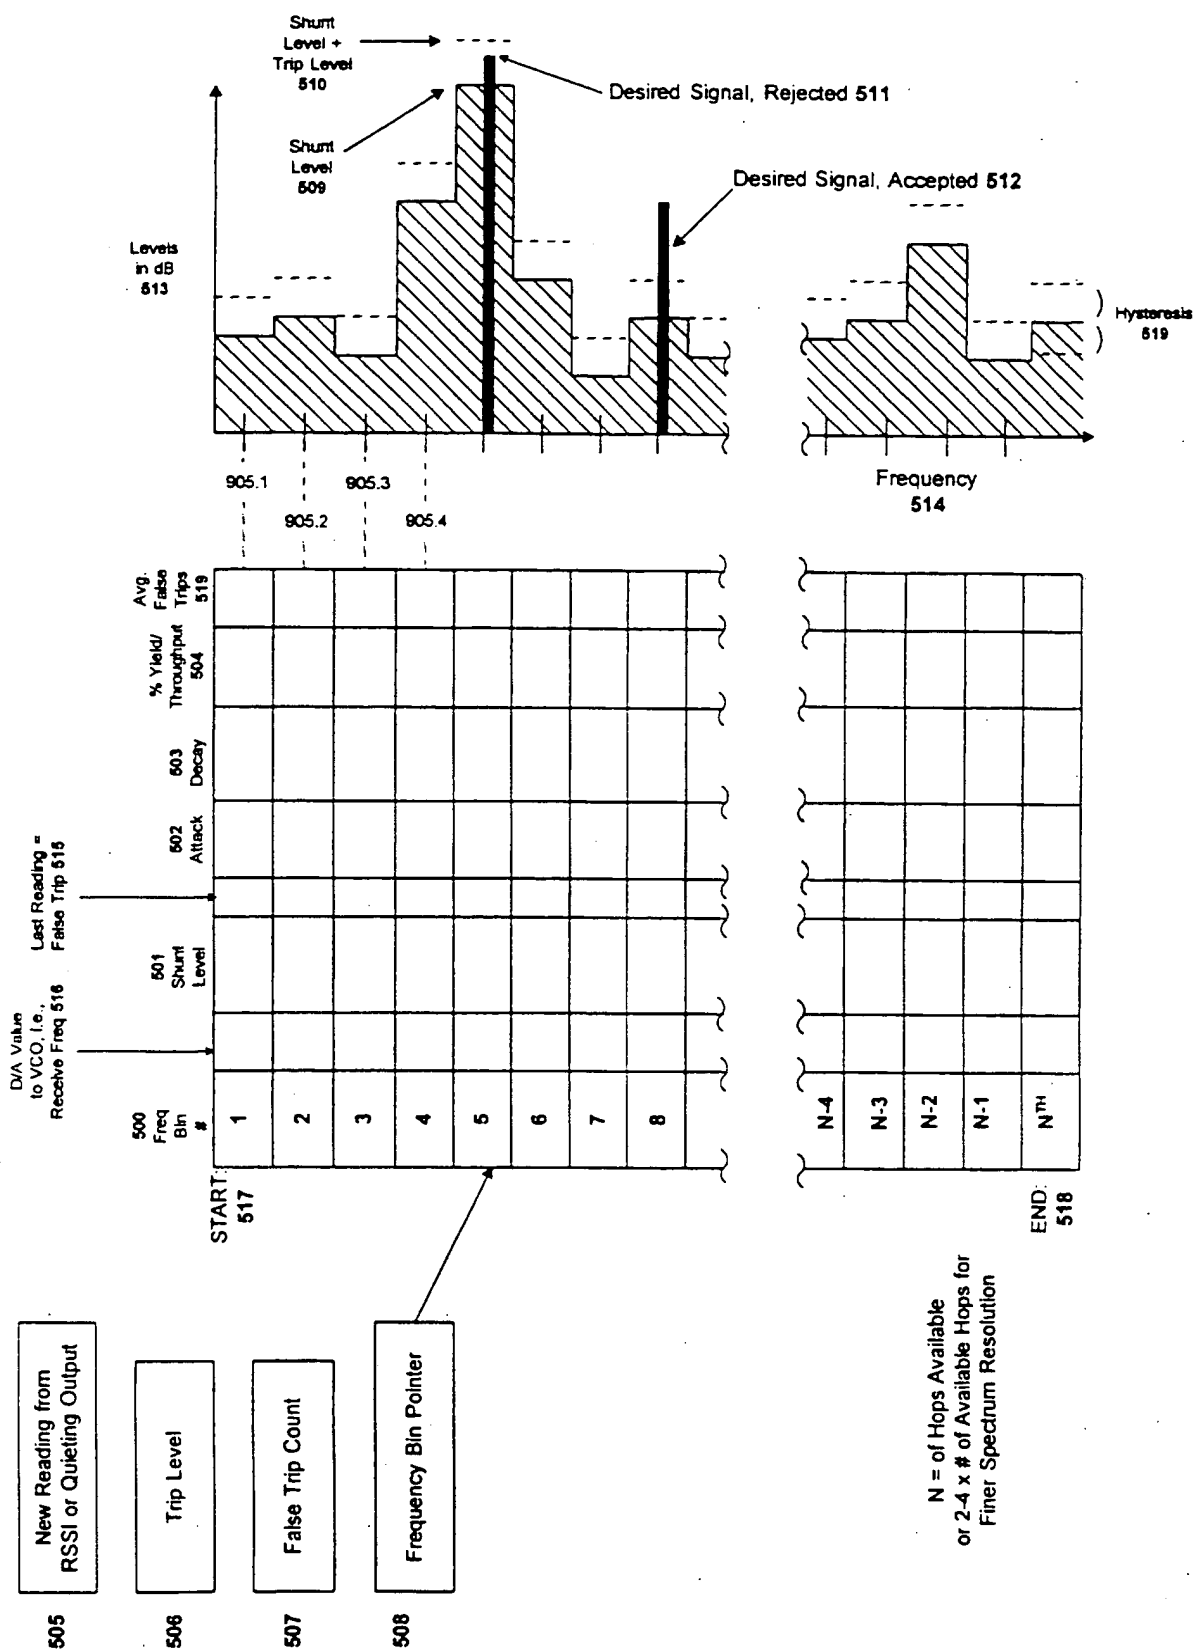 Shunt
Level +
Trip Level
510
Desired Signal, Rejected 511
Shunt
Level
509
Desired Signal, Accepted 512
Levels
in dB
513
Hysteresis
519
905.1
905.3
905.2
905.4
Frequency
514
Avg.
False
Trips
519
% Yield/
Throughput
504
503
Decay
502
Attack
Last Reading =
False Trip 515
501
Shunt
Level
D/A Value
to VCO, I.e.,
Receive Freq 516
500
Freq
Bin
#
1
2
3
4
5
6
7
8
N-4
N-3
N-2
N-1
NTH
START:
517
END:
518
New Reading from
RSSI or Quieting Output
505
Trip Level
506
False Trip Count
507
Frequency Bin Pointer
508
N = of Hops Available
or 2-4 x # of Available Hops for
Finer Spectrum Resolution